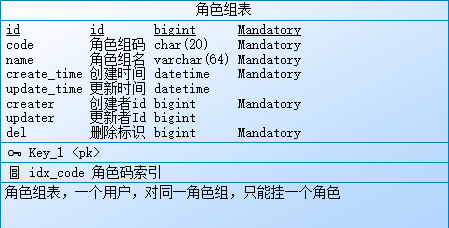 角色组表
id id bigint Mandatory
code 角色组码 char(20) Mandatory
name 角色组名 varchar(64) Mandatory
create_time 创建时间 datetime Mandatory
update_time 更新时间 datetime
creater 创建者id bigint Mandatory
updater 更新者Id bigint
del 删除标识 bigint Mandatory
Key_1 <pk>
idx_code 角色码索引
角色组表，一个用户，对同一角色组，只能挂一个角色